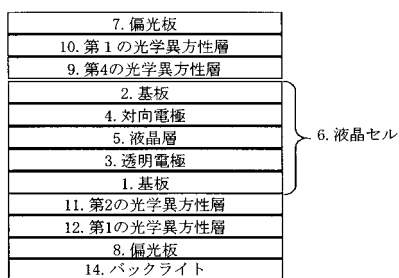 7. 偏光板
10. 第１の光学異方性層
9. 第4の光学異方性層
2. 基板
4. 対向電極
5. 液晶層
6. 液晶セル
3. 透明電極
1. 基板
11. 第2の光学異方性層
12. 第1の光学異方性層
8. 偏光板
14. バックライト